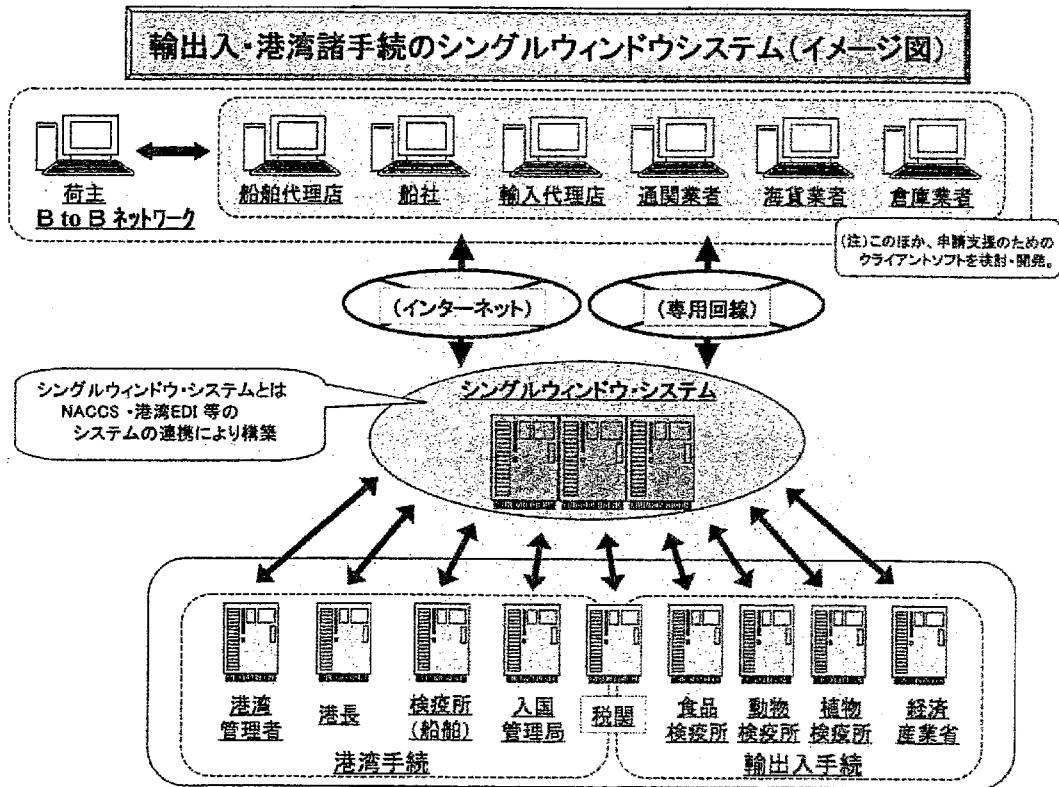 輸出入・港湾諸手続のシングルウィンドウシステム(イメージ図)
荷主
B to B ネットワーク
船舶代理店
船社
輸入代理店
通関業者
海貨業者
倉庫業者
(注)このほか、申請支援のための
クライアントソフトを検討・開発。
(インターネット)
(専用回線)
シングルウィンドウ・システムとは
NACCS・港湾EDI 等の
システムの連携により構築
シングルウィンドウ・システム
港湾
管理者
港長
検疫所
(船舶)
入国
管理局
税関
食品
検疫所
動物
検疫所
植物
検疫所
経済
産業省
港湾手続
輸出入手続